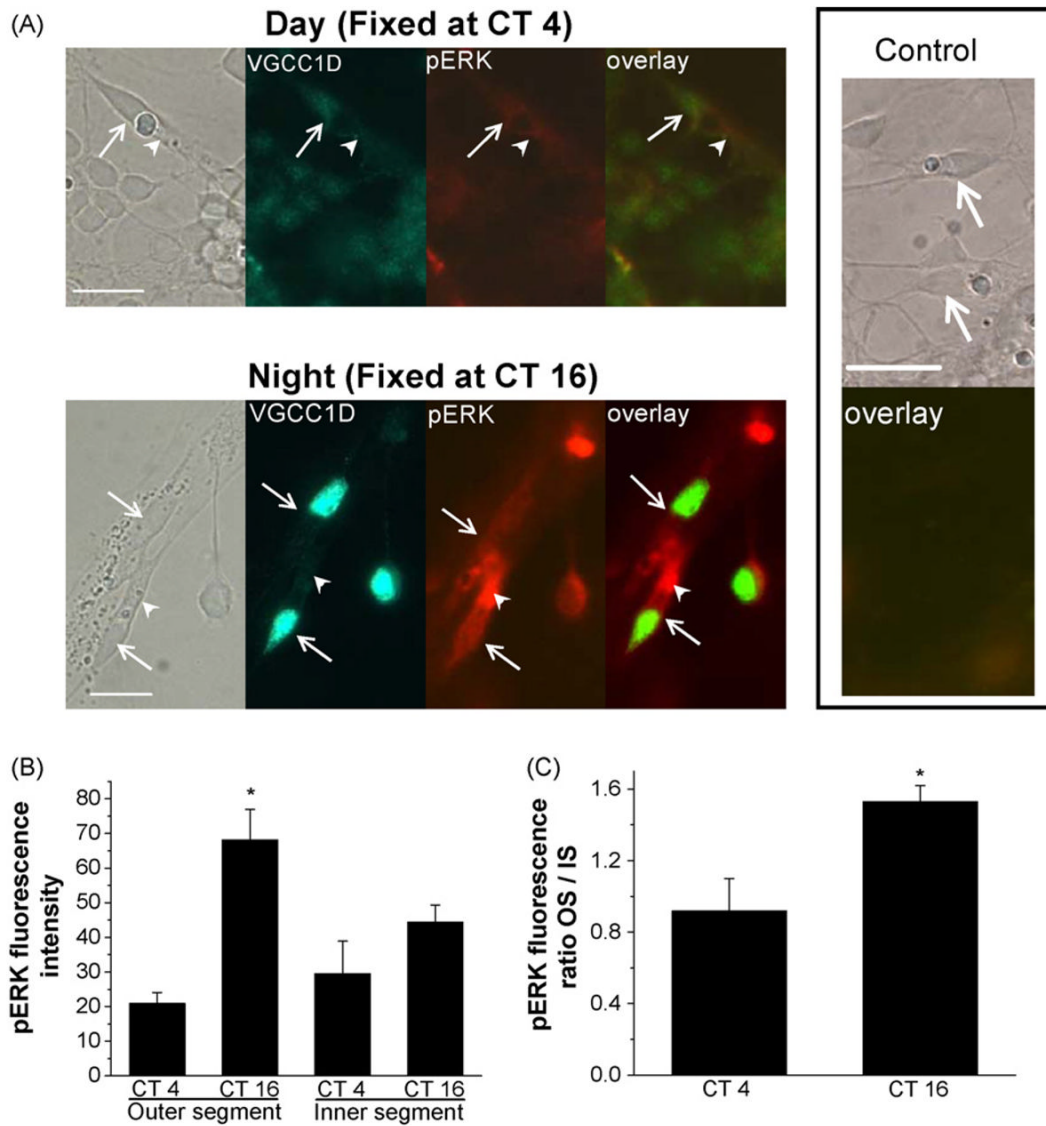 (A)
Day (Fixed at CT 4)
VGCC1D
pERK
overlay
Control
overlay
Night (Fixed at CT 16)
VGCC1D
pERK
overlay
(B)
pERK fluorescence
intensity
80
70
60
50
40
30
20
10
0
*
CT 4
CT 16
CT 4
CT 16
Outer segment
Inner segment
(C)
pERK fluorescence
ratio OS / IS
1.6
1.2
0.8
0.4
0.0
*
CT 4
CT 16